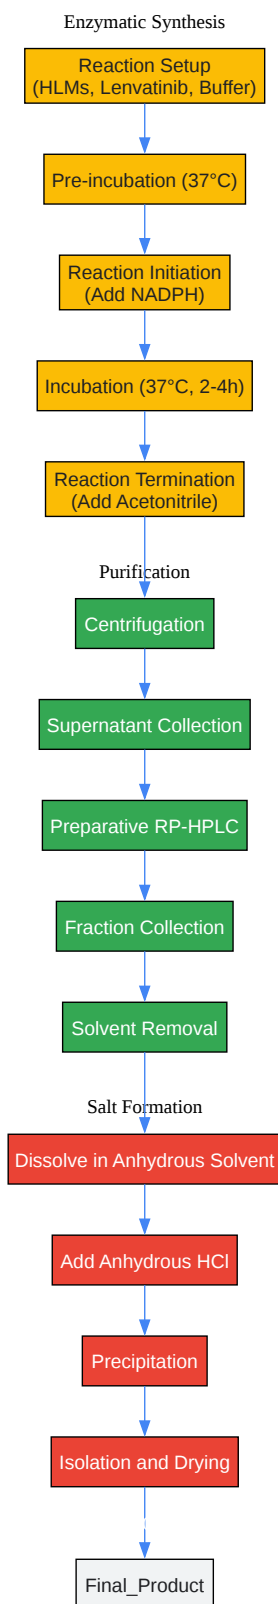 Enzymatic Synthesis
Reaction Setup
(HLMs, Lenvatinib, Buffer)
Pre-incubation (37°C)
Reaction Initiation
(Add NADPH)
Incubation (37°C, 2-4h)
Reaction Termination
(Add Acetonitrile)
Purification
Centrifugation
Supernatant Collection
Preparative RP-HPLC
Fraction Collection
Solvent Removal
Salt Formation
Dissolve in Anhydrous Solvent
Add Anhydrous HCl
Precipitation
Isolation and Drying
Final_Product